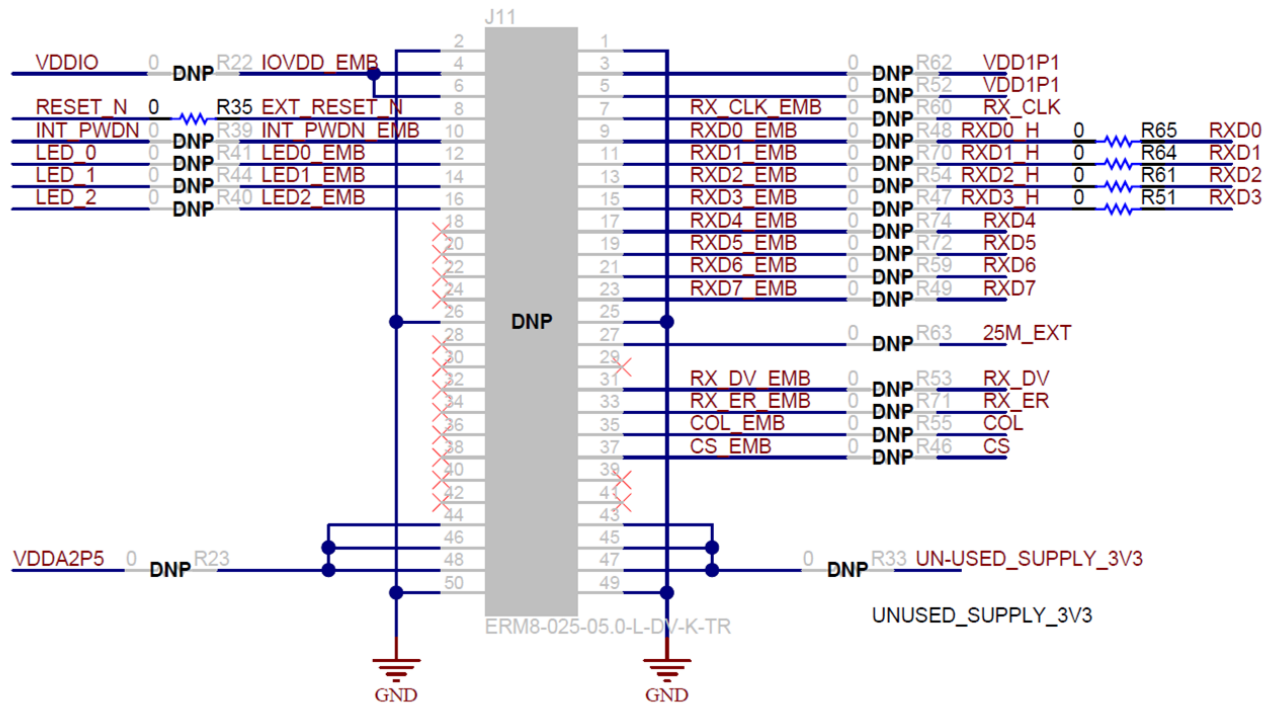 J11
2 1
VDDIO 0 DNP R22 IOVDD_EMB 4 3 0 DNP R62 VDD1P1
6 5 0 DNP R52 VDD1P1
RESET_N 0 R35 EXT_RESET_N 8 7 RX_CLK_EMB 0 DNP R60 RX_CLK
INT_PWDN 0 DNP R39 INT_PWDN_EMB 10 9 RXD0_EMB 0 DNP R48 RXD0_H 0 R65 RXD0
LED_0 0 DNP R41 LED0_EMB 12 11 RXD1_EMB 0 DNP R70 RXD1_H 0 R64 RXD1
LED_1 0 DNP R44 LED1_EMB 14 13 RXD2_EMB 0 DNP R54 RXD2_H 0 R61 RXD2
LED_2 0 DNP R40 LED2_EMB 16 15 RXD3_EMB 0 DNP R47 RXD3_H 0 R51 RXD3
18 17 RXD4_EMB 0 DNP R74 RXD4
20 19 RXD5_EMB 0 DNP R72 RXD5
22 21 RXD6_EMB 0 DNP R59 RXD6
24 23 RXD7_EMB 0 DNP R49 RXD7
26 DNP 25
28 27 0 DNP R63 25M_EXT
30 29
32 31 RX_DV_EMB 0 DNP R53 RX_DV
34 33 RX_ER_EMB 0 DNP R71 RX_ER
36 35 COL_EMB 0 DNP R55 COL
38 37 CS_EMB 0 DNP R46 CS
40 39
42 41
44 43
46 45
VDDA2P5 0 DNP R23 48 47 0 DNP R33 UN-USED_SUPPLY_3V3
50 49
UNUSED_SUPPLY_3V3
ERM8-025-05.0-L-DV-K-TR
GND GND